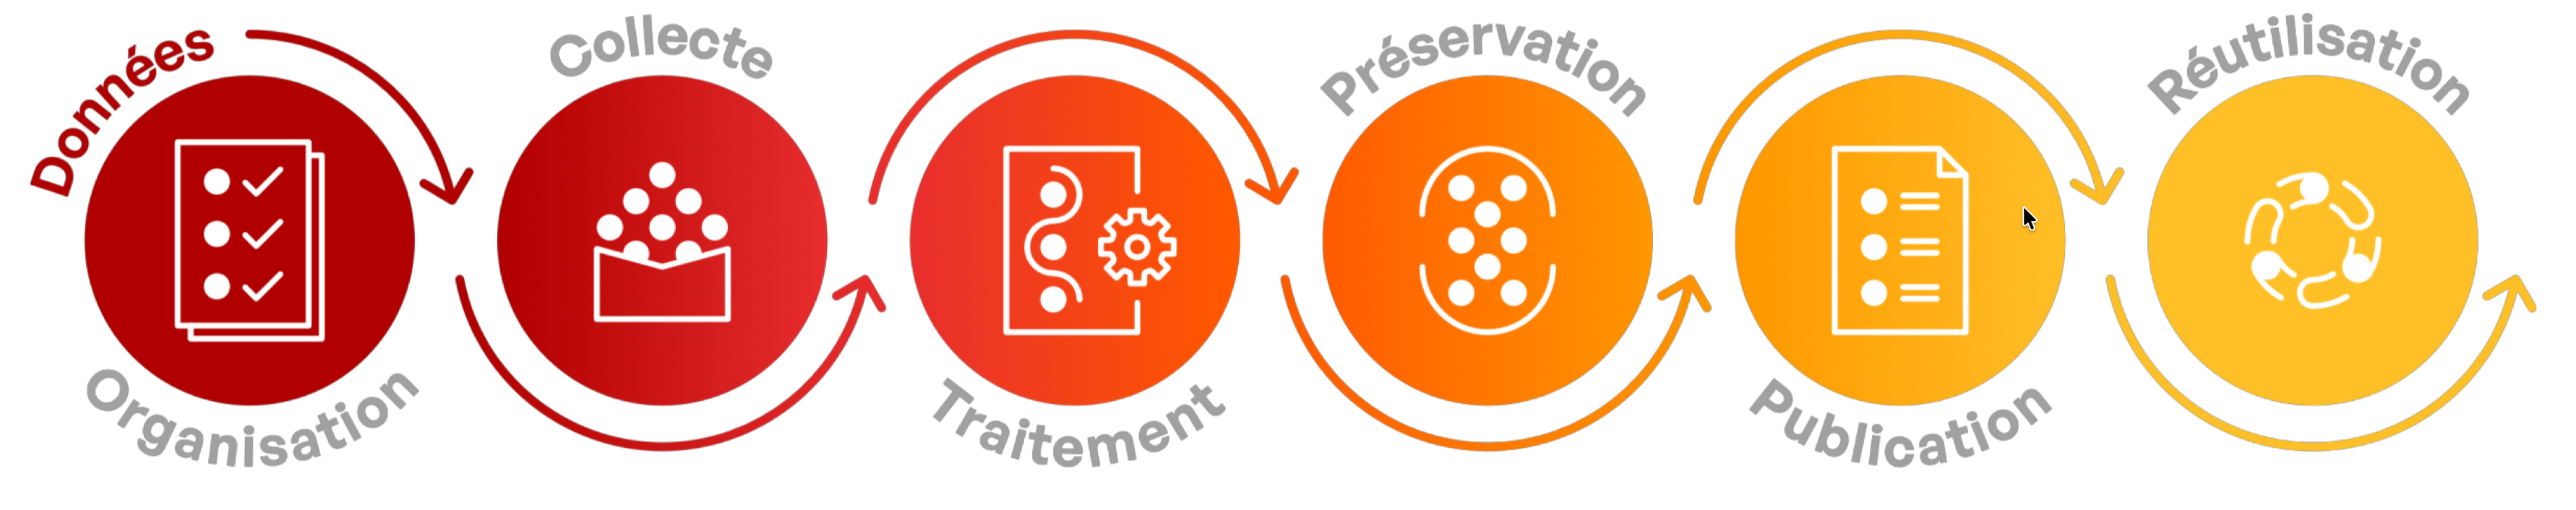 Données
Organisation
Collecte
Traitement
Préservation
Publication
Réutilisation